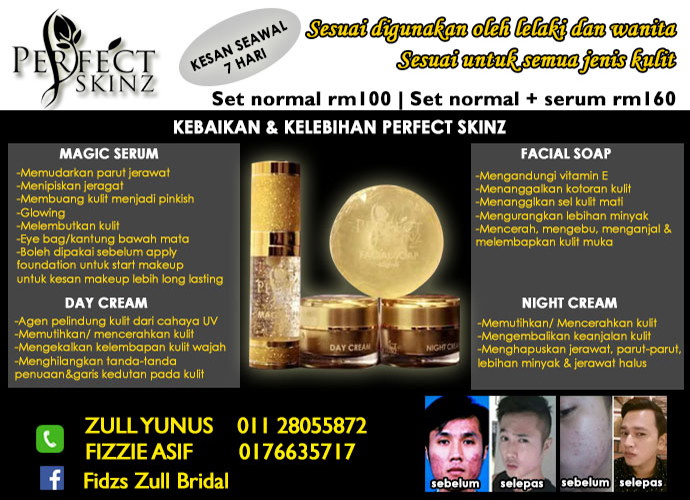 PERFECT
SKINZ
KESAN SEAWAL
7 HARI
Sesuai digunakan oleh lelaki dan wanita
Sesuai untuk semua jenis kulit
Set normal rm100 | Set normal + serum rm160
KEBAIKAN & KELEBIHAN PERFECT SKINZ
MAGIC SERUM
-Memudarkan parut jerawat
-Menipiskan jeragat
-Membuang kulit menjadi pinkish
-Glowing
-Melembutkan kulit
-Eye bag/kantung bawah mata
-Boleh dipakai sebelum apply
foundation untuk start makeup
untuk kesan makeup lebih long lasting
DAY CREAM
-Agen pelindung kulit dari cahaya UV
-Memutihkan/ mencerahkan kulit
-Mengekalkan kelembapan kulit wajah
-Menghilangkan tanda-tanda
penuaan&garis kedutan pada kulit
PERFECT
FACIAL SOAP
DAY CREAM
FACIAL SOAP
-Mengandungi vitamin E
-Menanggalkan kotoran kulit
-Menangglkn sel kulit mati
-Mengurangkan lebihan minyak
-Mencerah, mengebu, menganjal &
melembapkan kulit muka
NIGHT CREAM
-Memutihkan/ Mencerahkan kulit
-Mengembalikan keanjalan kulit
-Menghapuskan jerawat, parut-parut,
lebihan minyak & jerawat halus
ZULL YUNUS 011 28055872
FIZZIE ASIF 0176635717
Fidzs Zull Bridal
sebelum selepas sebelum selepas